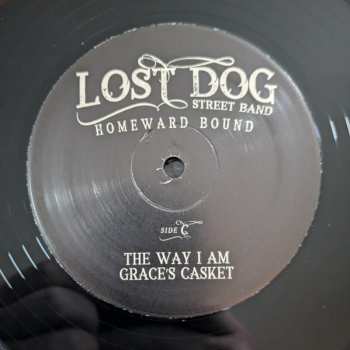 LOST DOG
STREET BAND
HOMEWARD BOUND
SIDE C
THE WAY I AM
GRACE'S CASKET